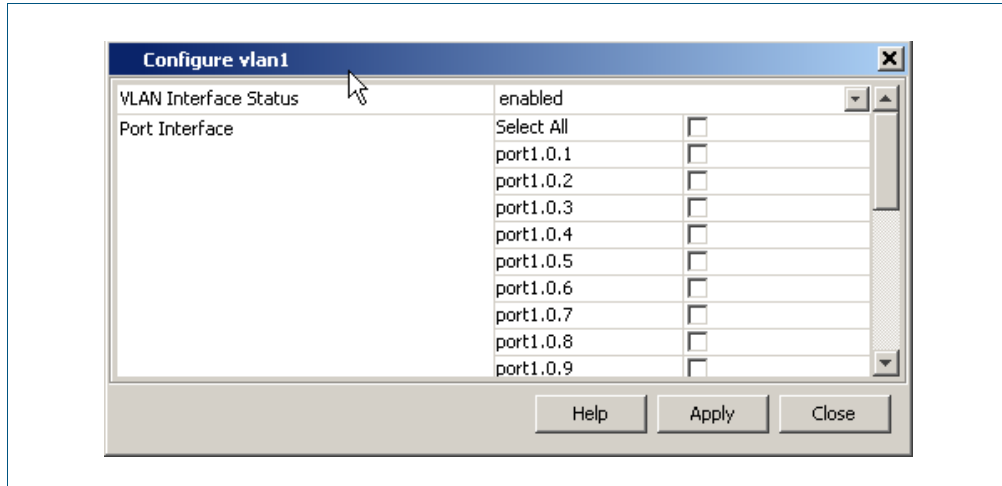 Configure vlan1
VLAN Interface Status enabled
Port Interface Select All
port1.0.1
port1.0.2
port1.0.3
port1.0.4
port1.0.5
port1.0.6
port1.0.7
port1.0.8
port1.0.9
Help Apply Close